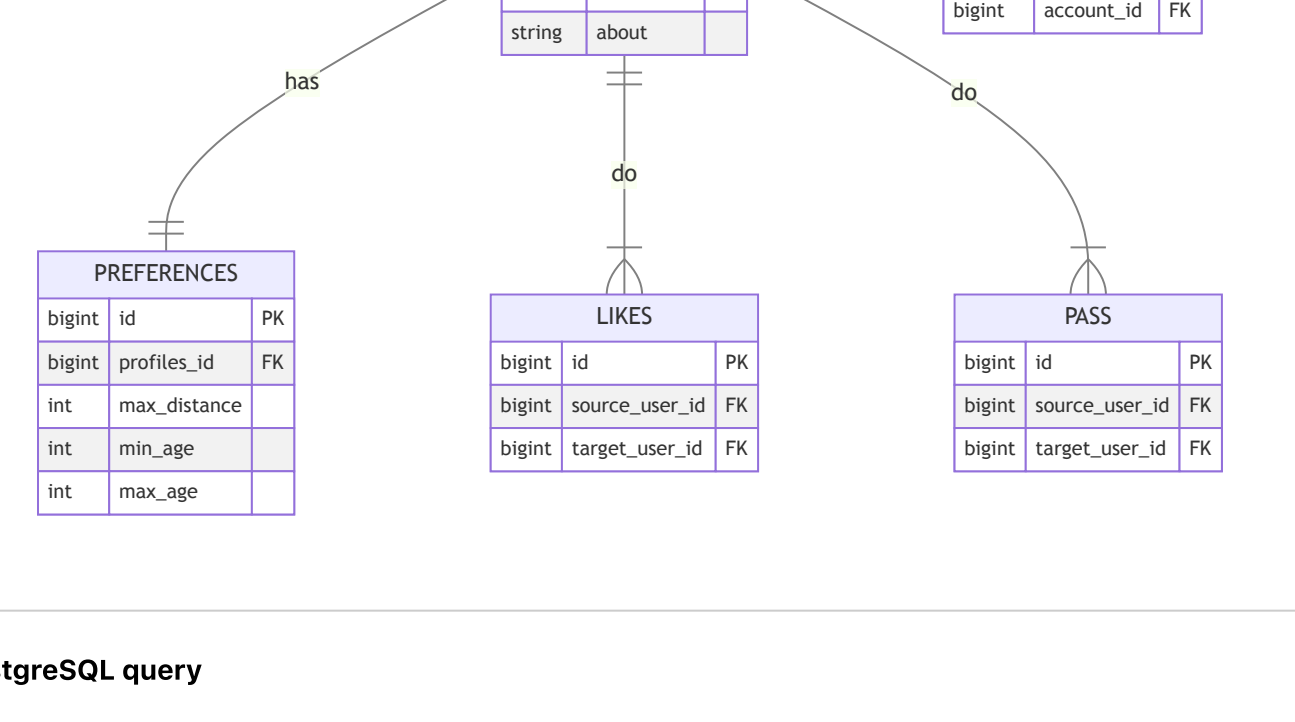 bigint account_id FK
string about
has
do
do
PREFERENCES
bigint id PK
bigint profiles_id FK
int max_distance
int min_age
int max_age
LIKES
bigint id PK
bigint source_user_id FK
bigint target_user_id FK
PASS
bigint id PK
bigint source_user_id FK
bigint target_user_id FK
tgreSQL query